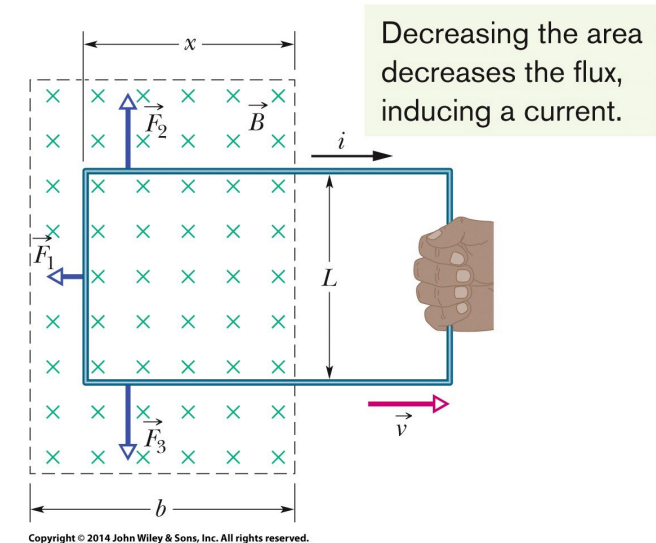 x
Decreasing the area
decreases the flux,
inducing a current.
F₂
B
i
F₁
L
F₃
v
b
Copyright © 2014 John Wiley & Sons, Inc. All rights reserved.